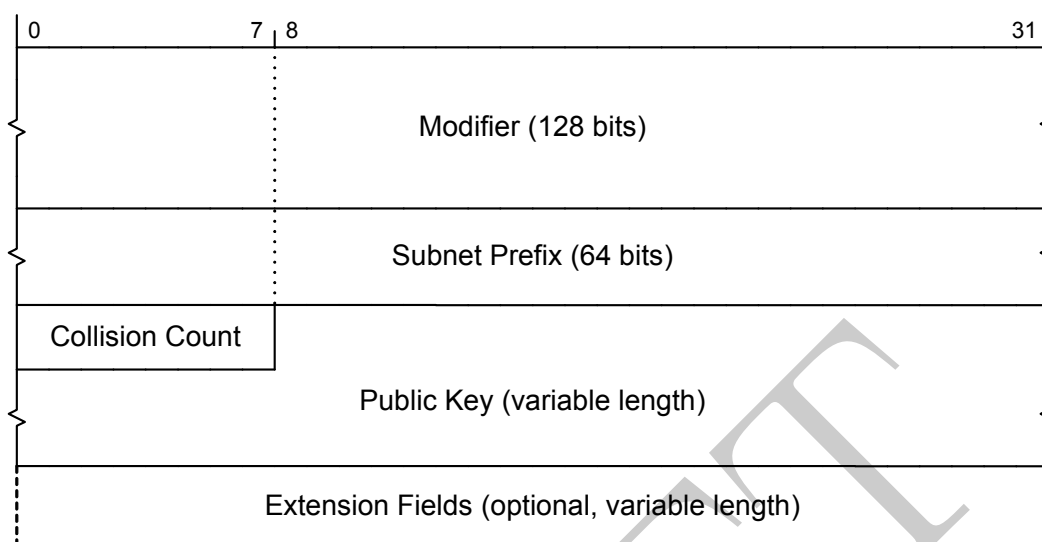 0 7 8 31
Modifier (128 bits)
Subnet Prefix (64 bits)
Collision Count
Public Key (variable length)
Extension Fields (optional, variable length)